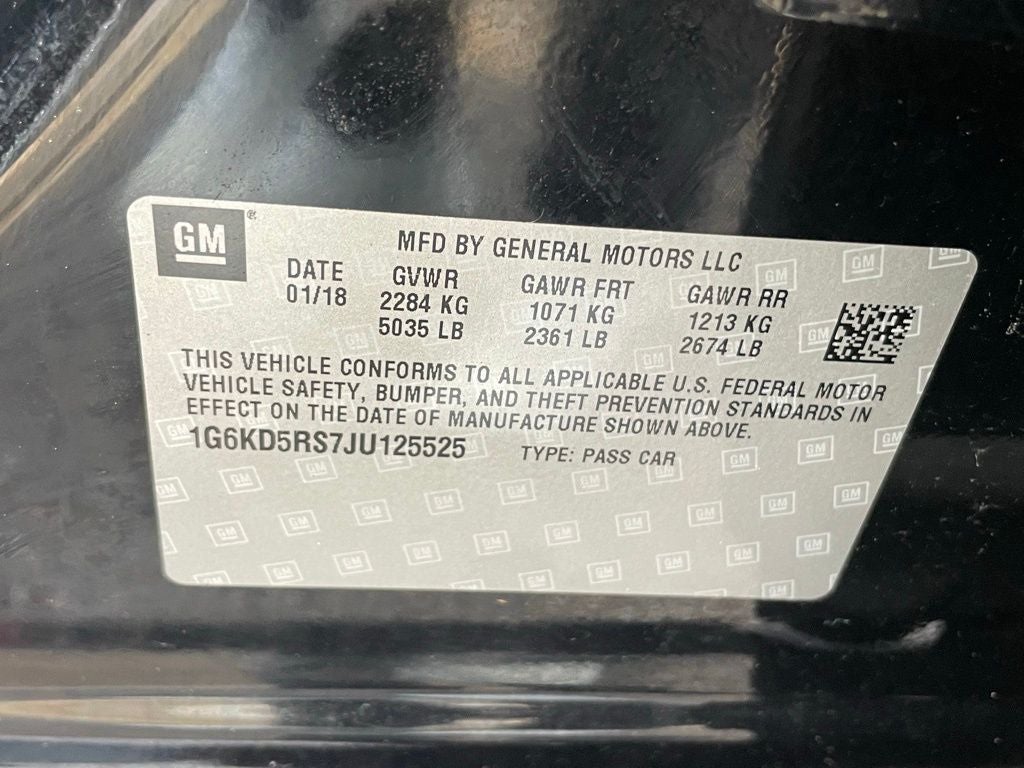 GM ®
MFD BY GENERAL MOTORS LLC
DATE GVWR GAWR FRT GAWR RR
01/18 2284 KG 1071 KG 1213 KG
5035 LB 2361 LB 2674 LB
THIS VEHICLE CONFORMS TO ALL APPLICABLE U.S. FEDERAL MOTOR
VEHICLE SAFETY, BUMPER, AND THEFT PREVENTION STANDARDS IN
EFFECT ON THE DATE OF MANUFACTURE SHOWN ABOVE.
1G6KD5RS7JU125525 TYPE: PASS CAR